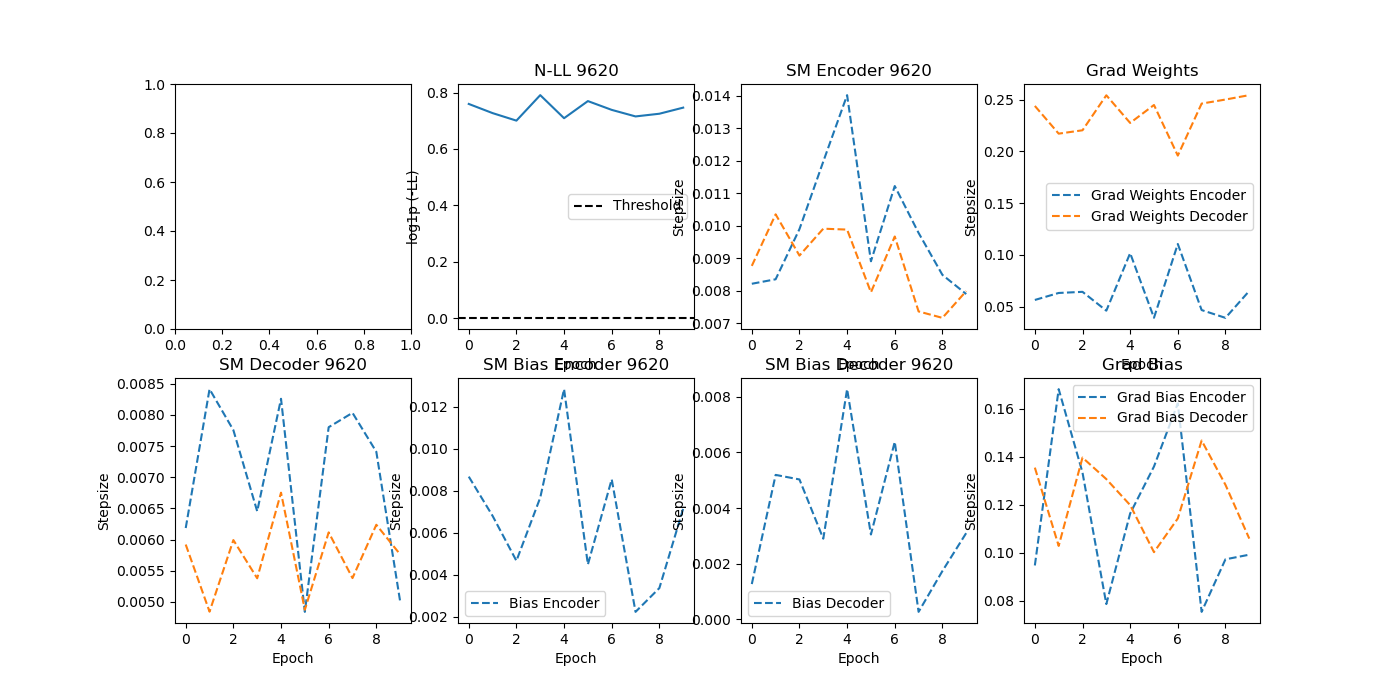 N-LL 9620
SM Encoder 9620
Grad Weights
1.0
0.8
0.6
0.4
0.2
0.0
0.0 0.2 0.4 0.6 0.8 1.0
log1p (-LL)
0.8
0.6
0.4
0.2
0.0
Threshold
0 2 4 6 8
Epoch
Stepsize
0.014
0.013
0.012
0.011
0.010
0.009
0.008
0.007
0 2 4 6 8
Epoch
Stepsize
0.25
0.20
0.15
0.10
0.05
Grad Weights Encoder
Grad Weights Decoder
0 2 4 6 8
Epoch
SM Decoder 9620
SM Bias Encoder 9620
SM Bias Decoder 9620
Grad Bias
Stepsize
0.0085
0.0080
0.0075
0.0070
0.0065
0.0060
0.0055
0.0050
0 2 4 6 8
Epoch
Stepsize
0.012
0.010
0.008
0.006
0.004
0.002
Bias Encoder
0 2 4 6 8
Epoch
Stepsize
0.008
0.006
0.004
0.002
0.000
Bias Decoder
0 2 4 6 8
Epoch
Stepsize
0.16
0.14
0.12
0.10
0.08
Grad Bias Encoder
Grad Bias Decoder
0 2 4 6 8
Epoch